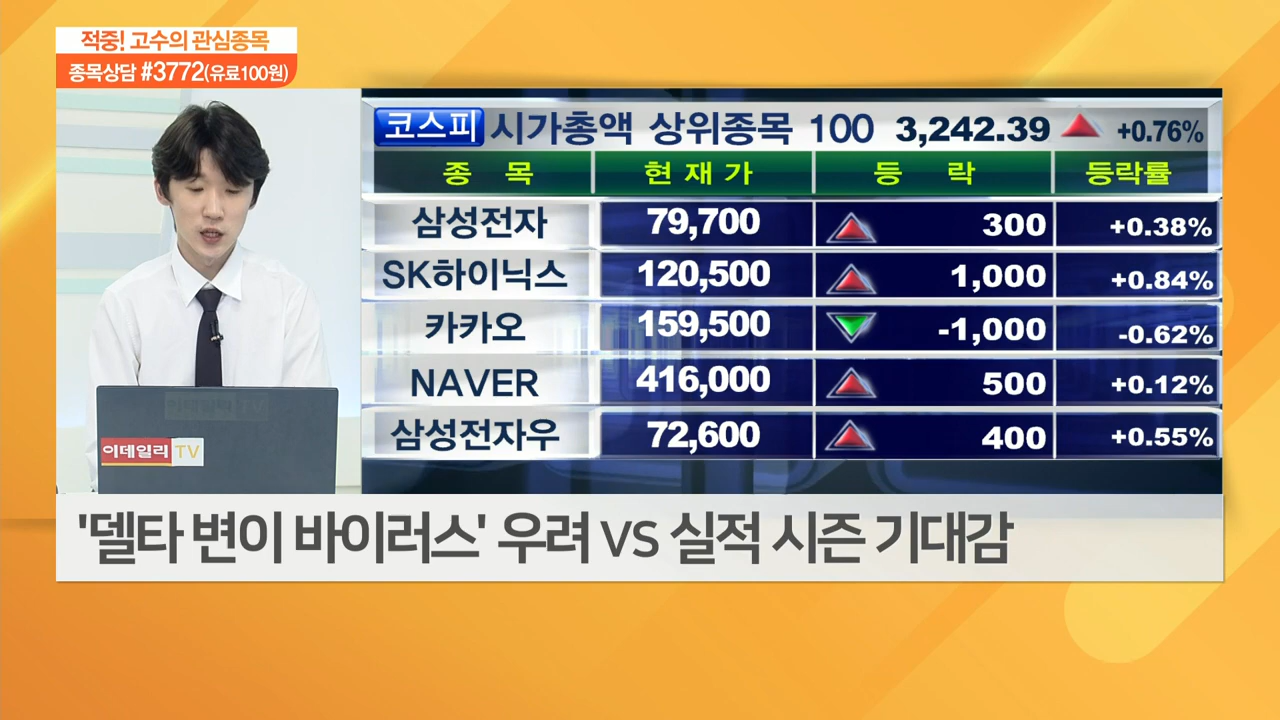 적중! 고수의 관심종목
종목상담 #3772(유료100원)
코스피 시가총액 상위종목 100 3,242.39 +0.76%
종 목 현 재 가 등 락 등락률
삼성전자 79,700 300 +0.38%
SK하이닉스 120,500 1,000 +0.84%
카카오 159,500 -1,000 -0.62%
NAVER 416,000 500 +0.12%
삼성전자우 72,600 400 +0.55%
이데일리 TV
이데일리 TV
'델타 변이 바이러스' 우려 vs 실적 시즌 기대감